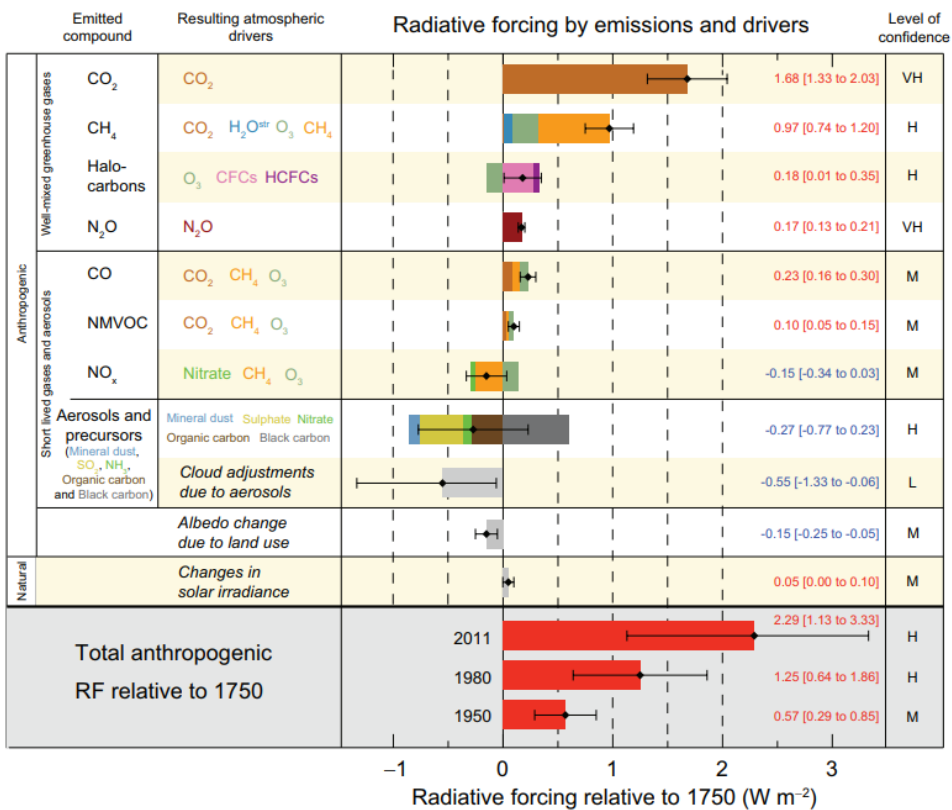 Emitted compound
Resulting atmospheric drivers
Radiative forcing by emissions and drivers
Level of confidence
Anthropogenic
Well-mixed greenhouse gases
CO₂
CO₂
1.68 [1.33 to 2.03]
VH
CH₄
CO₂ H₂Oˢᵗʳ O₃ CH₄
0.97 [0.74 to 1.20]
H
Halo-
carbons
O₃ CFCs HCFCs
0.18 [0.01 to 0.35]
H
N₂O
N₂O
0.17 [0.13 to 0.21]
VH
Short lived gases and aerosols
CO
CO₂ CH₄ O₃
0.23 [0.16 to 0.30]
M
NMVOC
CO₂ CH₄ O₃
0.10 [0.05 to 0.15]
M
NOₓ
Nitrate CH₄ O₃
-0.15 [-0.34 to 0.03]
M
Aerosols and
precursors
(Mineral dust,
SO₂, NH₃,
Organic carbon
and Black carbon)
Mineral dust Sulphate Nitrate
Organic carbon Black carbon
-0.27 [-0.77 to 0.23]
H
Cloud adjustments
due to aerosols
-0.55 [-1.33 to -0.06]
L
Albedo change
due to land use
-0.15 [-0.25 to -0.05]
M
Natural
Changes in
solar irradiance
0.05 [0.00 to 0.10]
M
Total anthropogenic
RF relative to 1750
2011
2.29 [1.13 to 3.33]
H
1980
1.25 [0.64 to 1.86]
H
1950
0.57 [0.29 to 0.85]
M
−1 0 1 2 3
Radiative forcing relative to 1750 (W m⁻²)